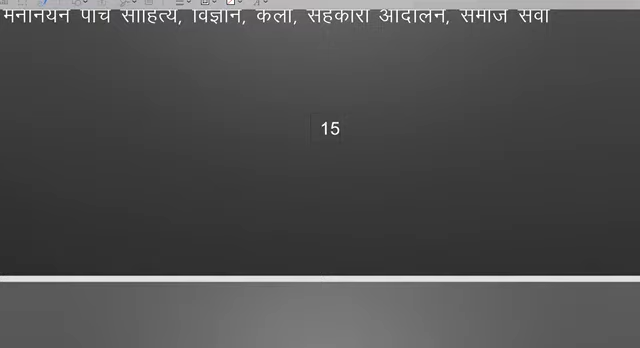 मनोनयन पांच साहित्य, विज्ञान, कला, सहकारी आंदोलन, समाज सेवा
15